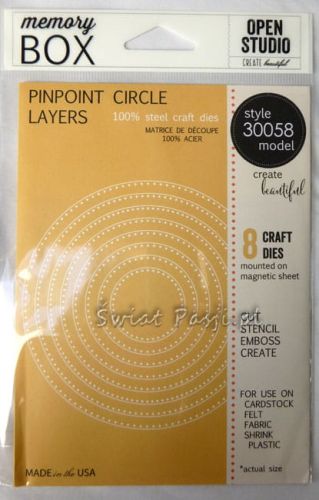 memory
BOX
OPEN
STUDIO
CREATE beautiful
PINPOINT CIRCLE
LAYERS
100% steel craft dies
MATRICE DE DÉCOUPE
100% ACIER
style
30058
model
create
beautiful
8 CRAFT
DIES
mounted on
magnetic sheet
Świat Pasji.pl
STENCIL
EMBOSS
CREATE
FOR USE ON
CARDSTOCK
FELT
FABRIC
SHRINK
PLASTIC
*actual size
MADE in the USA